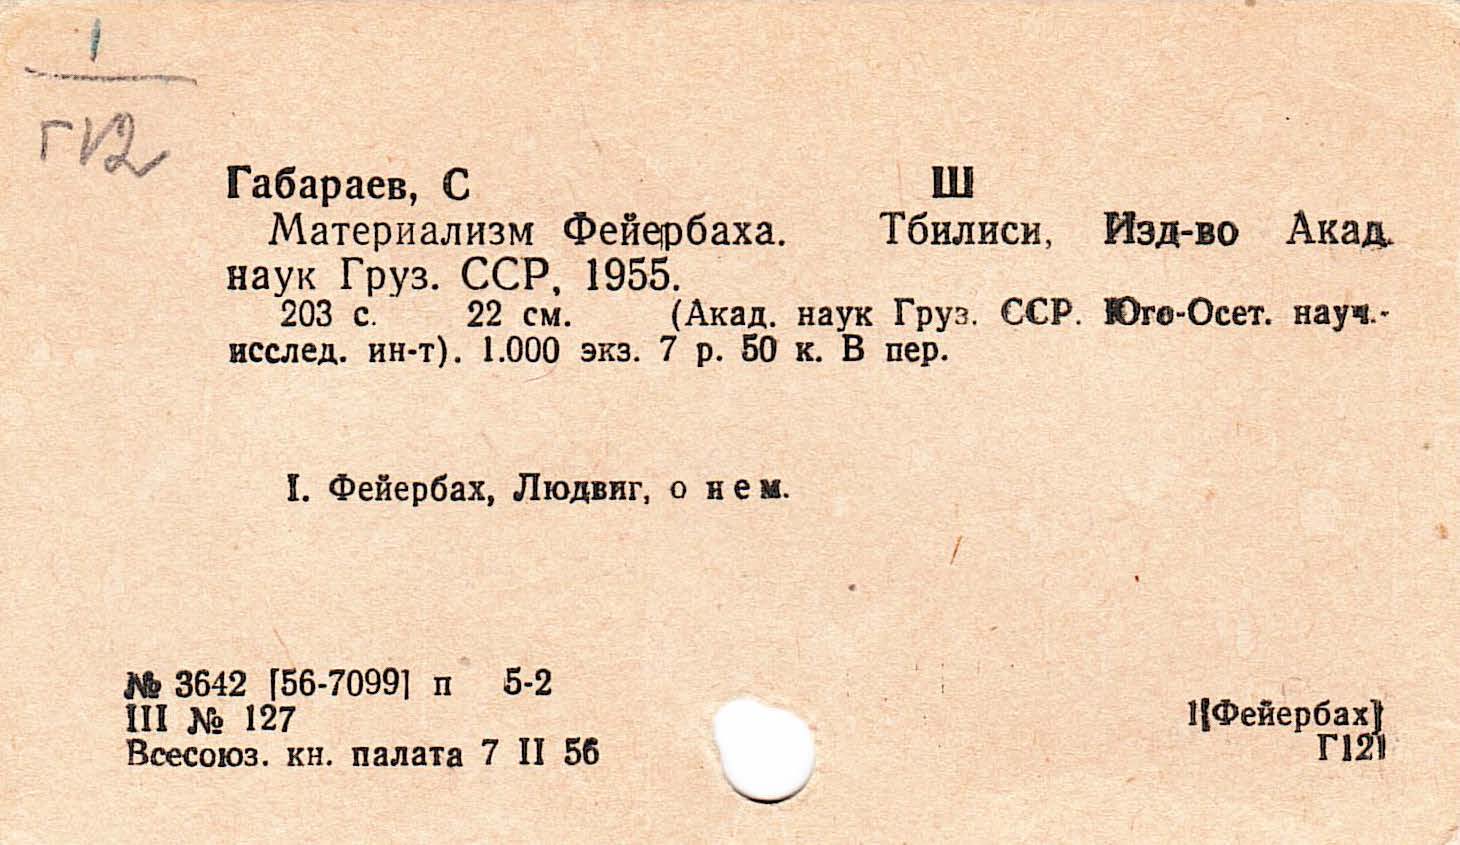 1
Г12
Габараев, С Ш
Материализм Фейербаха. Тбилиси, Изд-во Акад.
наук Груз. ССР, 1955.
203 с. 22 см. (Акад. наук Груз. ССР. Юго-Осет. науч.-
исслед. ин-т). 1.000 экз. 7 р. 50 к. В пер.
I. Фейербах, Людвиг, о нем.
№ 3642 [56-7099] п 5-2
III № 127
Всесоюз. кн. палата 7 II 56
1[Фейербах]
Г121